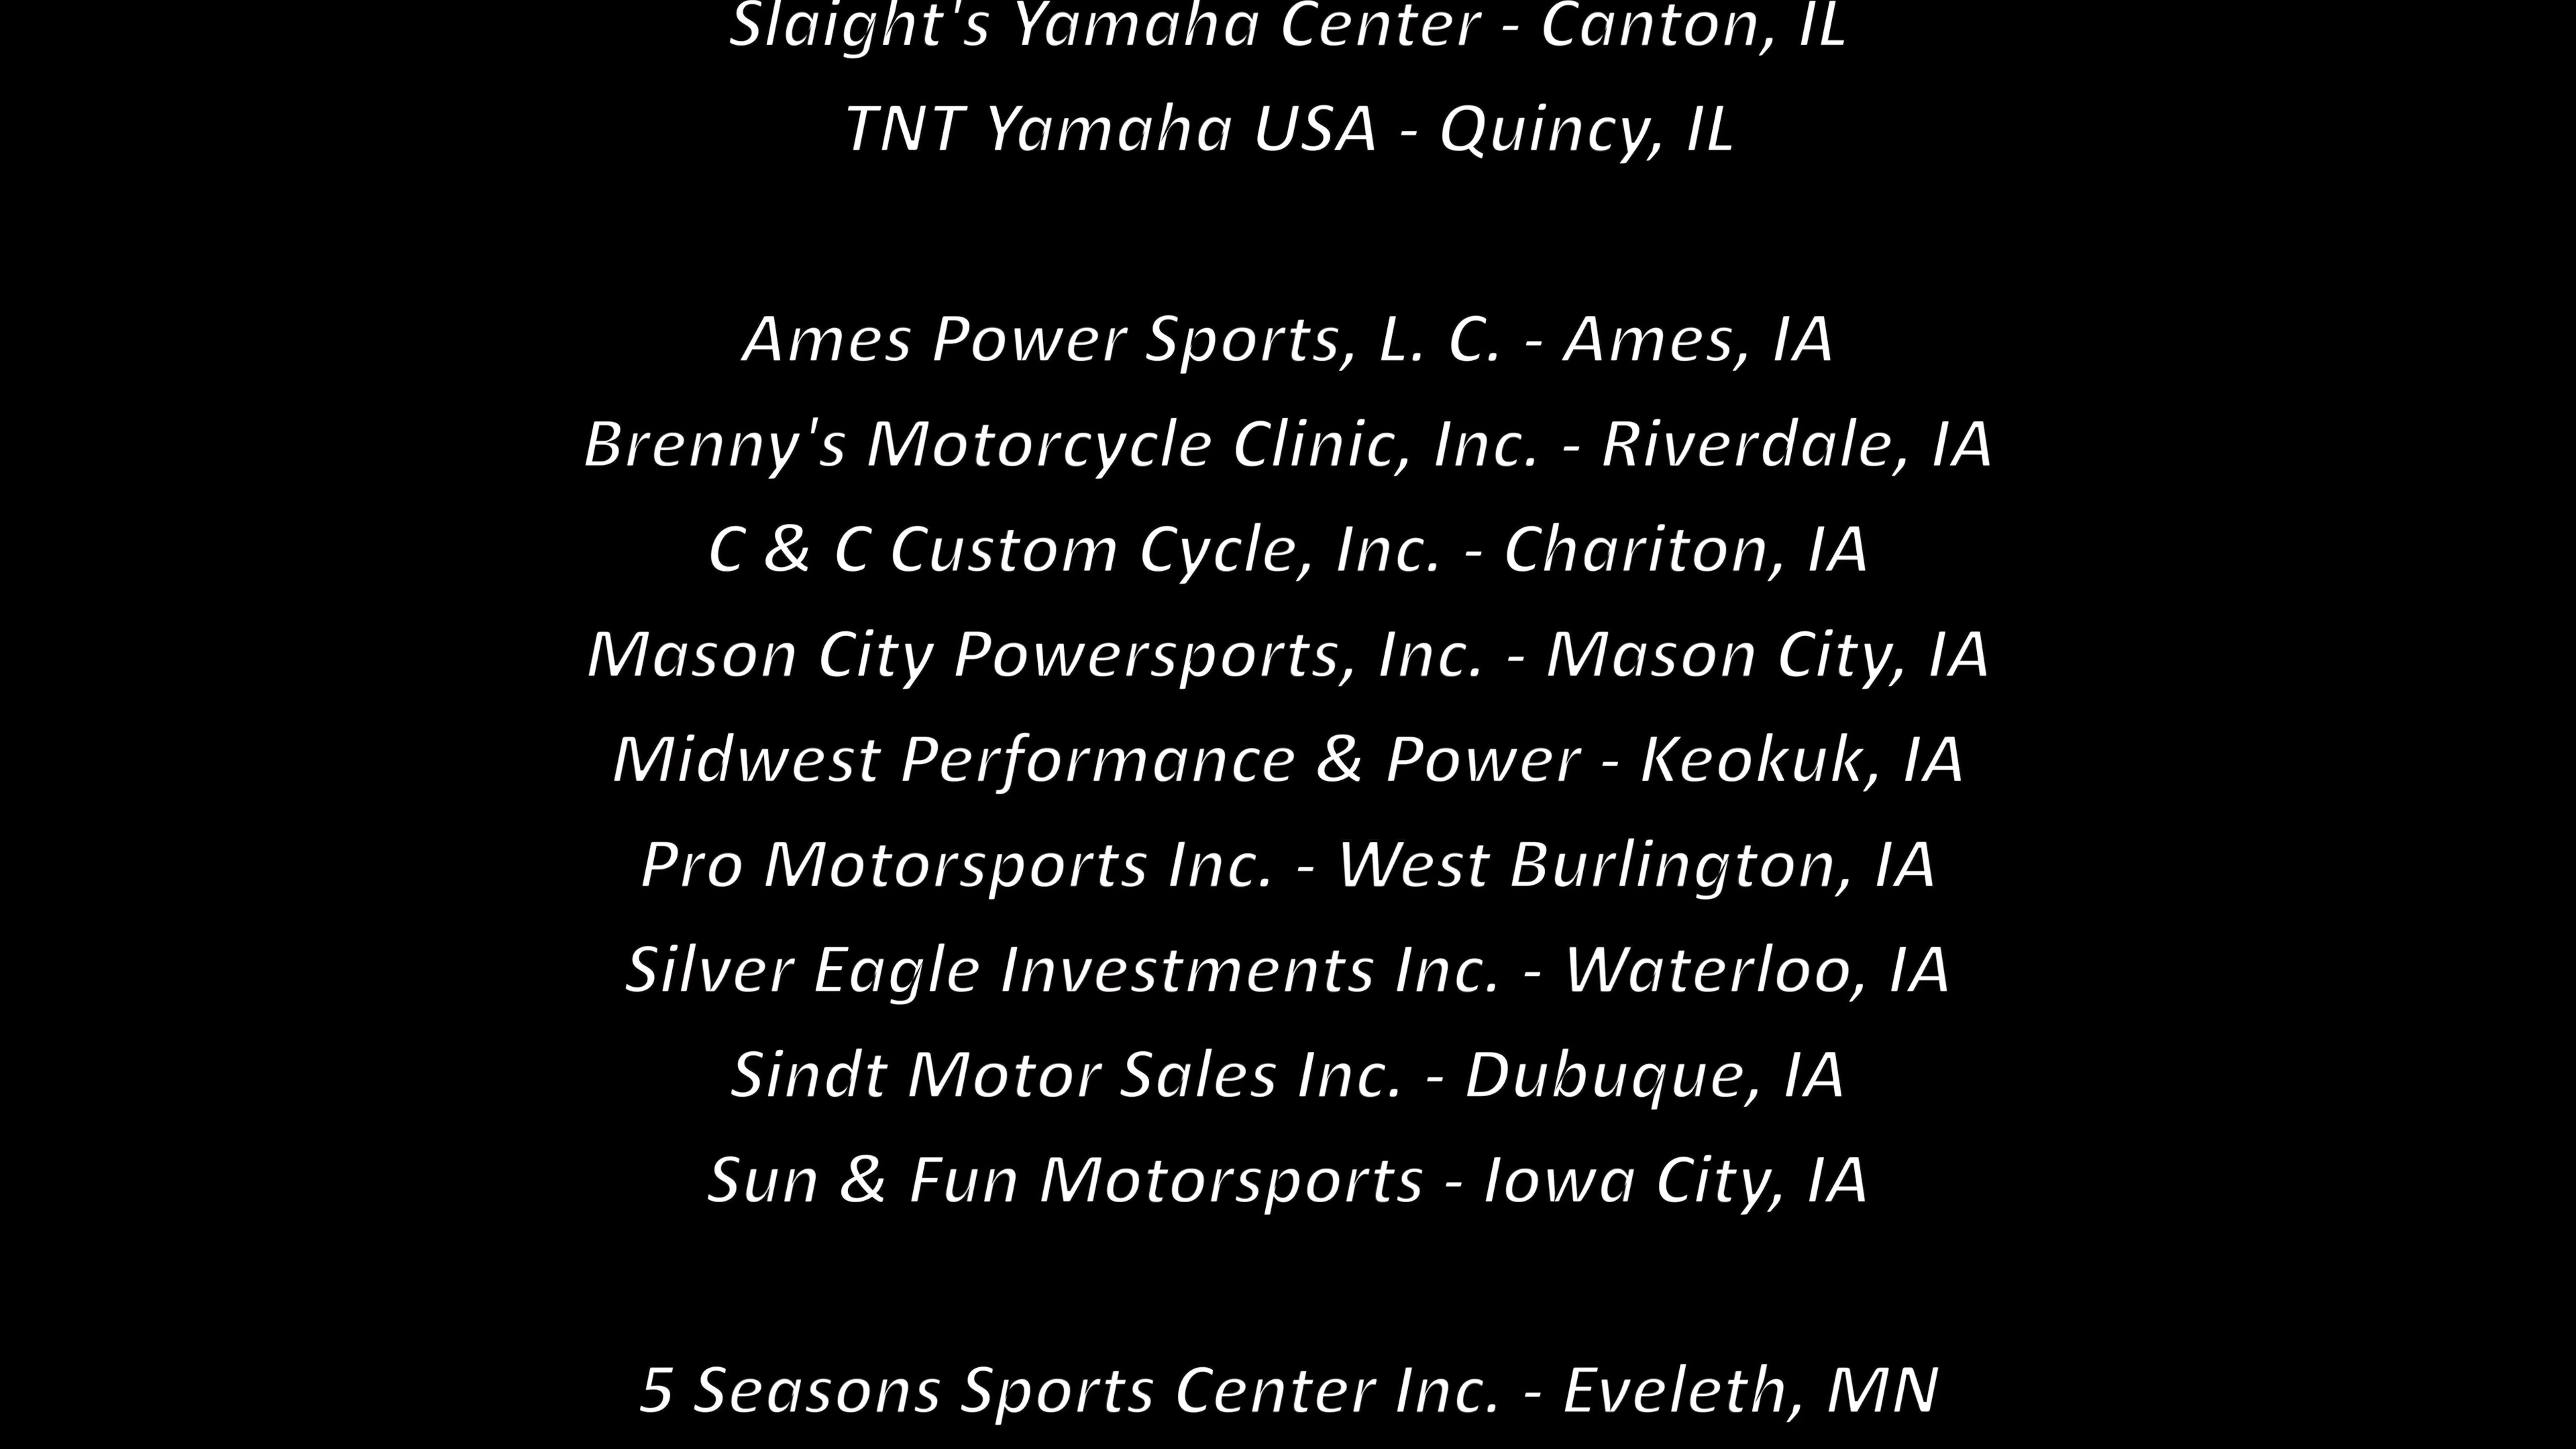 Slaight's Yamaha Center - Canton, IL
TNT Yamaha USA - Quincy, IL
Ames Power Sports, L. C. - Ames, IA
Brenny's Motorcycle Clinic, Inc. - Riverdale, IA
C & C Custom Cycle, Inc. - Chariton, IA
Mason City Powersports, Inc. - Mason City, IA
Midwest Performance & Power - Keokuk, IA
Pro Motorsports Inc. - West Burlington, IA
Silver Eagle Investments Inc. - Waterloo, IA
Sindt Motor Sales Inc. - Dubuque, IA
Sun & Fun Motorsports - Iowa City, IA
5 Seasons Sports Center Inc. - Eveleth, MN